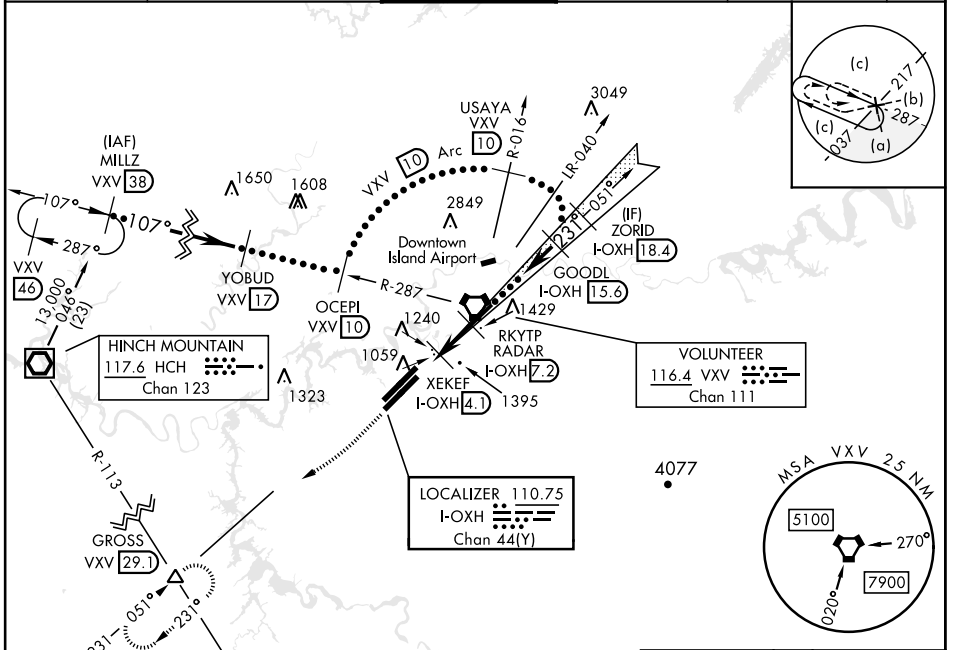 (c)
217
(b)
287
(c)
037
(a)
3049
USAYA
VXV 10
R-016
LR-040
VXV 10 Arc
(IAF)
MILLZ
VXV 38
1650
1608
2849
051°
231°
(IF)
ZORID
I-OXH 18.4
107°
107°
287°
Downtown
Island Airport
GOODL
I-OXH 15.6
VXV
46
YOBUD
VXV 17
R-287
OCEPI
VXV 10
13,000
046°
(23)
1240
1429
RKYTP
RADAR
I-OXH 7.2
HINCH MOUNTAIN
117.6 HCH
Chan 123
1059
1323
XEKEF
I-OXH 4.1
1395
VOLUNTEER
116.4 VXV
Chan 111
R-113
4077
LOCALIZER 110.75
I-OXH
Chan 44(Y)
MSA VXV 25 NM
5100
270°
7900
020°
GROSS
VXV 29.1
051°
231°
231